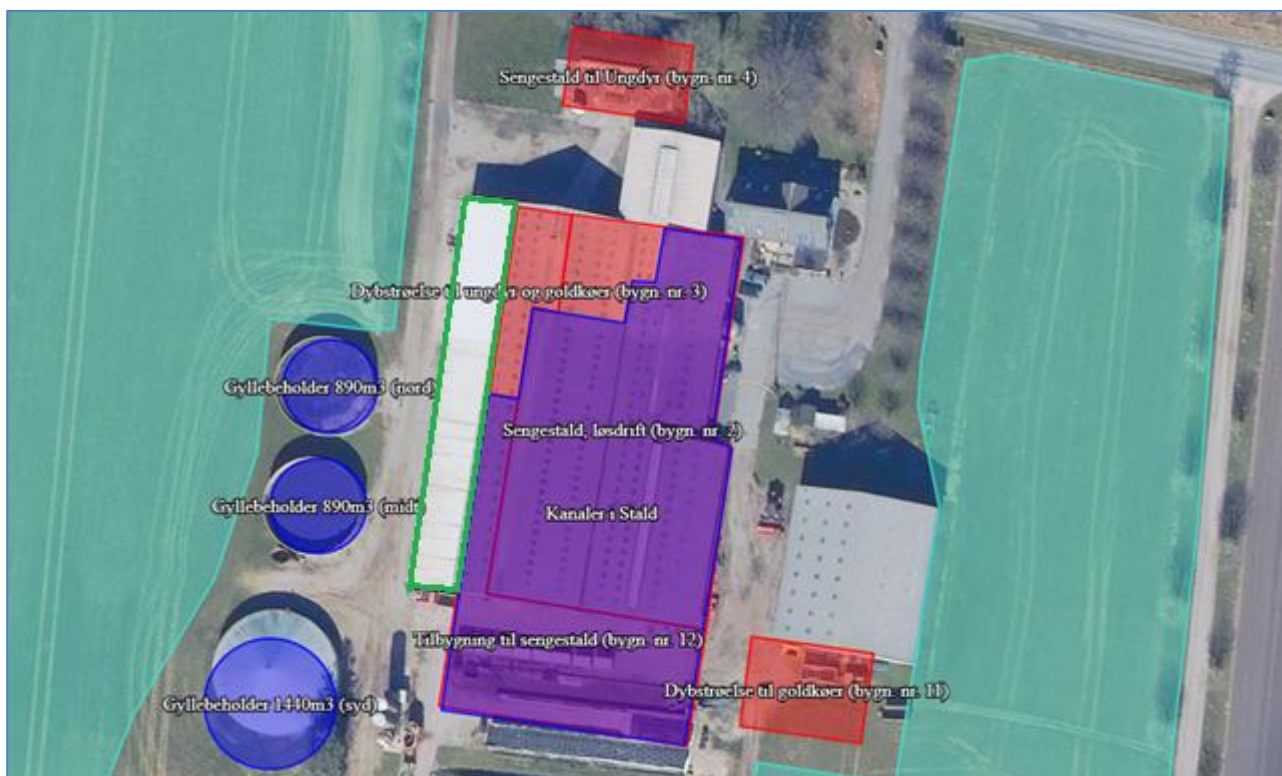 Sengestald til Ungdyr (bygn. nr. 4)
Dybstrøelse til ungdyr og goldkøer (bygn. nr. 3)
Gyllebeholder 890m3 (nord)
Sengestald, løsdrift (bygn. nr. 2)
Gyllebeholder 890m3 (midt)
Kanaler i Stald
Tilbygning til sengestald (bygn. nr. 12)
Dybstrøelse til goldkøer (bygn. nr. 11)
Gyllebeholder 1440m3 (syd)